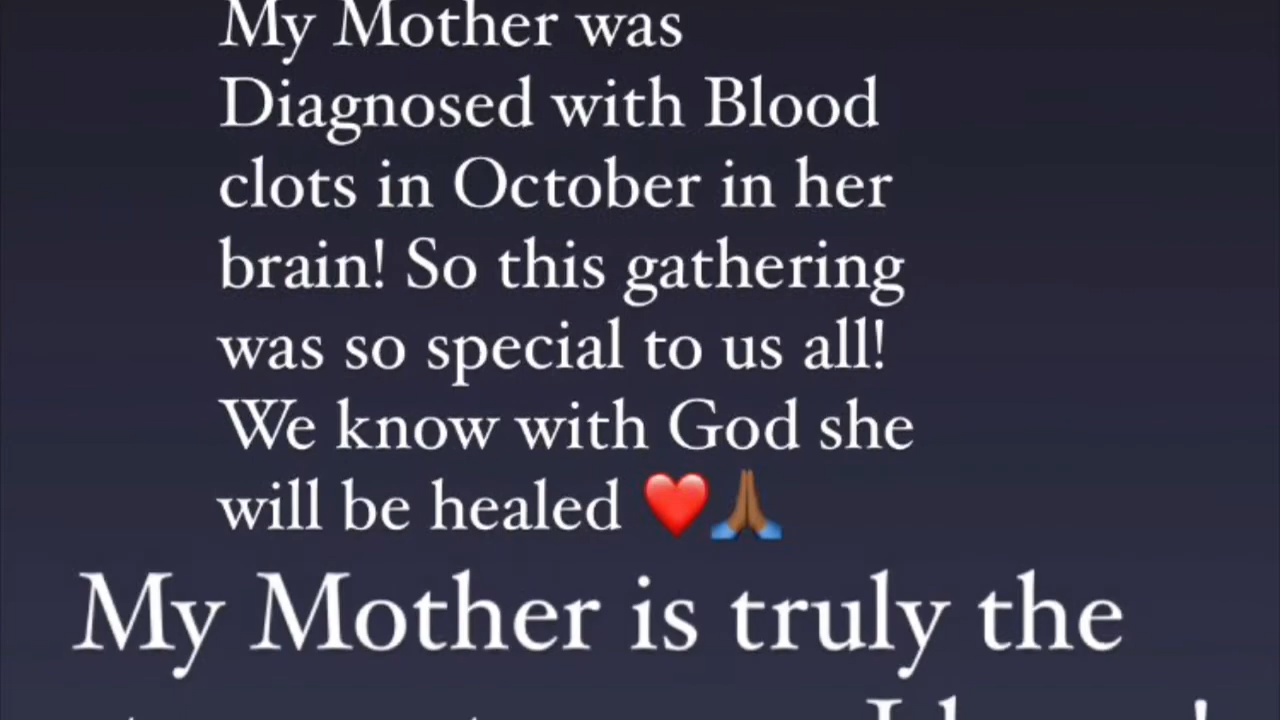 My Mother was
Diagnosed with Blood
clots in October in her
brain! So this gathering
was so special to us all!
We know with God she
will be healed ❤️🙏🏾
My Mother is truly the